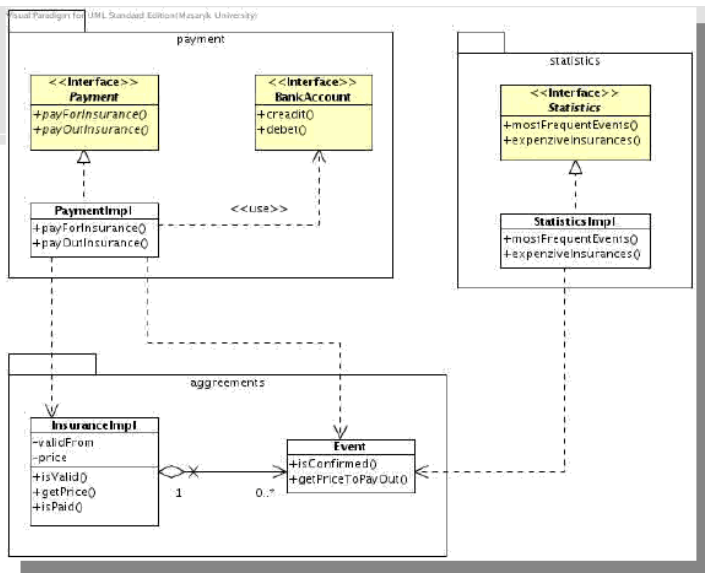 Visual Paradigm for UML Standard Edition(Masaryk University)
payment
<<Interface>>
Payment
+payForInsurance()
+payOutInsurance()
<<Interface>>
BankAccount
+creadit()
+debet()
PaymentImpl
+payForInsurance()
+payOutInsurance()
<<use>>
statistics
<<Interface>>
Statistics
+mostFrequentEvents()
+expenziveInsurances()
StatisticsImpl
+mostFrequentEvents()
+expenziveInsurances()
aggreements
InsuranceImpl
-validFrom
-price
+isValid()
+getPrice()
+isPaid()
1
0..*
Event
+isConfirmed()
+getPriceToPayOut()